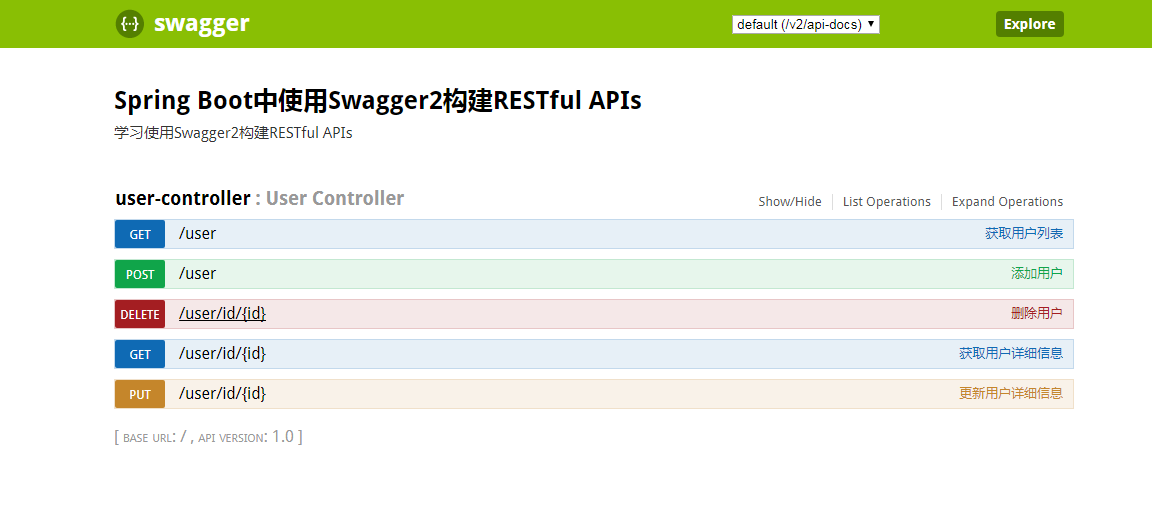 {···} swagger default (/v2/api-docs) Explore
Spring Boot中使用Swagger2构建RESTful APIs
学习使用Swagger2构建RESTful APIs
user-controller : User Controller Show/Hide List Operations Expand Operations
GET /user 获取用户列表
POST /user 添加用户
DELETE /user/id/{id} 删除用户
GET /user/id/{id} 获取用户详细信息
PUT /user/id/{id} 更新用户详细信息
[ BASE URL: / , API VERSION: 1.0 ]